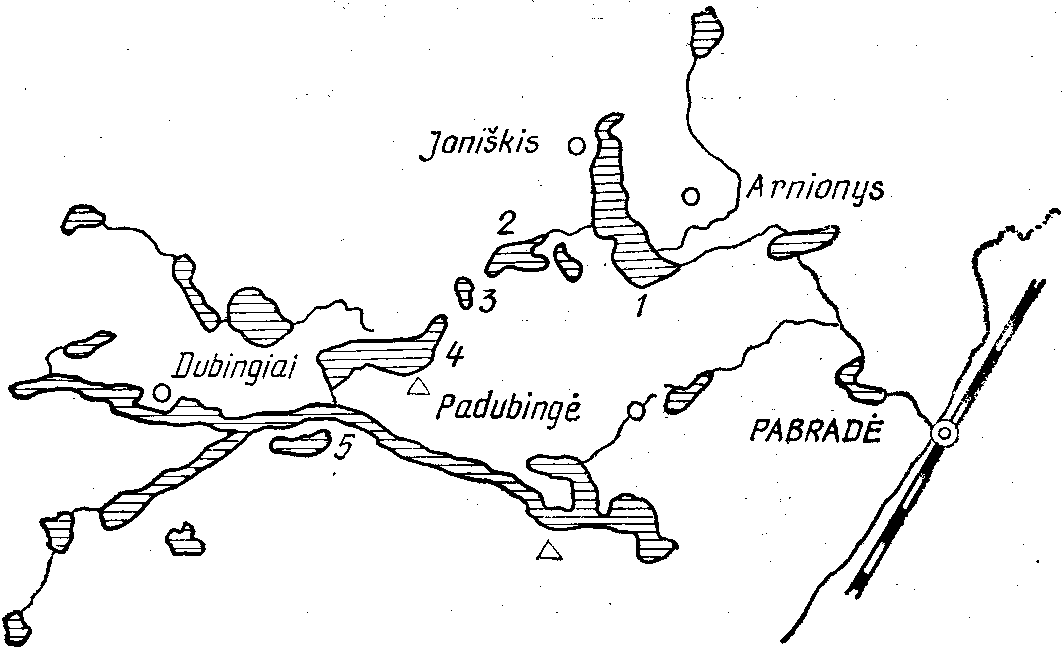 Joniškis
Arnionys
2
3
1
Dubingiai
4
Padubingė
5
PABRADĖ